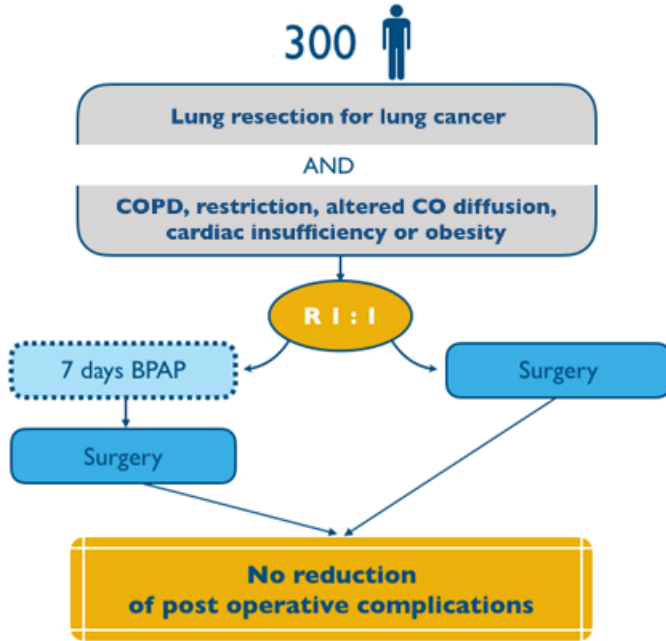 300
Lung resection for lung cancer
AND
COPD, restriction, altered CO diffusion,
cardiac insufficiency or obesity
R 1 : 1
7 days BPAP
Surgery
Surgery
No reduction
of post operative complications